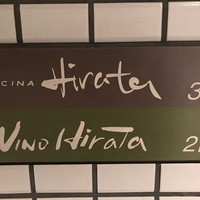 CINA Hirata 3
Vino Hirata 2